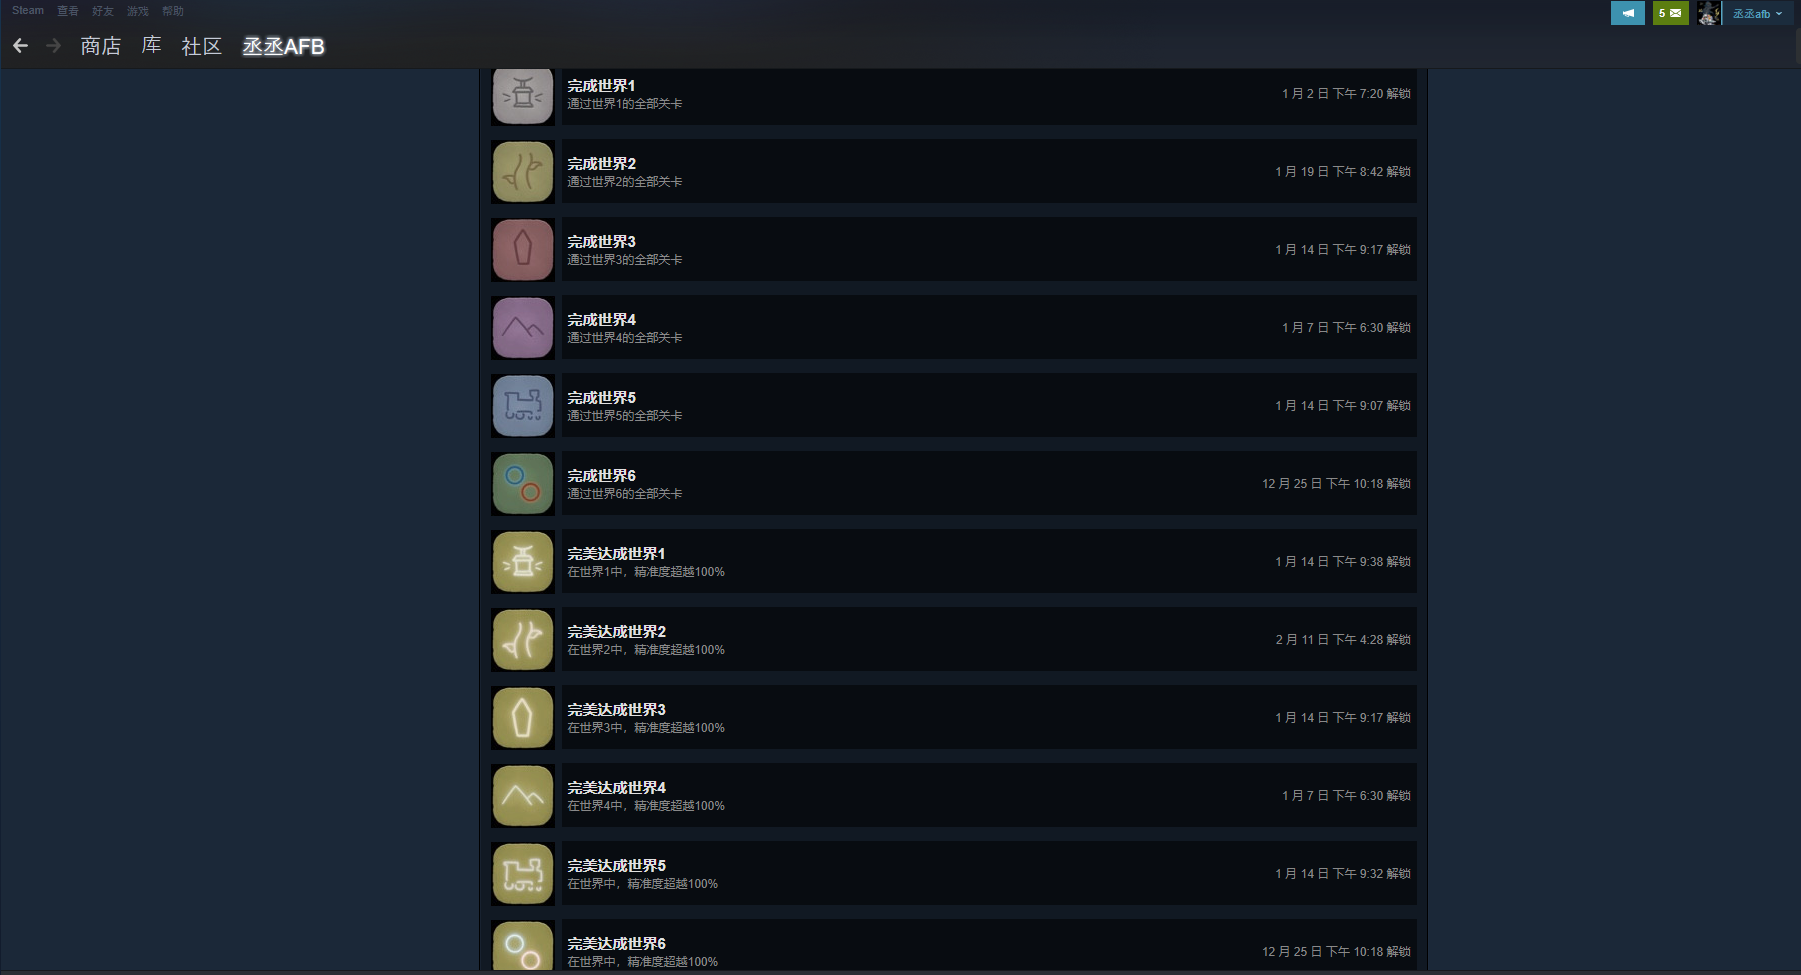 Steam 查看 好友 游戏 帮助
5 丞丞afb
商店 库 社区 丞丞AFB
完成世界1
通过世界1的全部关卡
1 月 2 日 下午 7:20 解锁
完成世界2
通过世界2的全部关卡
1 月 19 日 下午 8:42 解锁
完成世界3
通过世界3的全部关卡
1 月 14 日 下午 9:17 解锁
完成世界4
通过世界4的全部关卡
1 月 7 日 下午 6:30 解锁
完成世界5
通过世界5的全部关卡
1 月 14 日 下午 9:07 解锁
完成世界6
通过世界6的全部关卡
12 月 25 日 下午 10:18 解锁
完美达成世界1
在世界1中，精准度超越100%
1 月 14 日 下午 9:38 解锁
完美达成世界2
在世界2中，精准度超越100%
2 月 11 日 下午 4:28 解锁
完美达成世界3
在世界3中，精准度超越100%
1 月 14 日 下午 9:17 解锁
完美达成世界4
在世界4中，精准度超越100%
1 月 7 日 下午 6:30 解锁
完美达成世界5
在世界中，精准度超越100%
1 月 14 日 下午 9:32 解锁
完美达成世界6
在世界中，精准度超越100%
12 月 25 日 下午 10:18 解锁